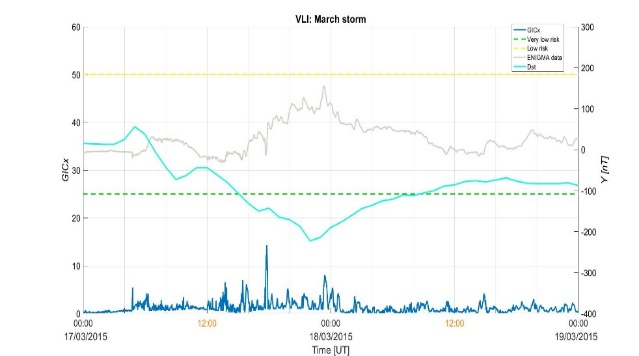 VLI: March storm
GICx
Very low risk
Low risk
ENIGMA data
Dst
60
50
40
30
20
10
0
GICx
300
200
100
0
-100
-200
-300
-400
Y [nT]
00:00
12:00
00:00
12:00
00:00
17/03/2015
18/03/2015
19/03/2015
Time [UT]